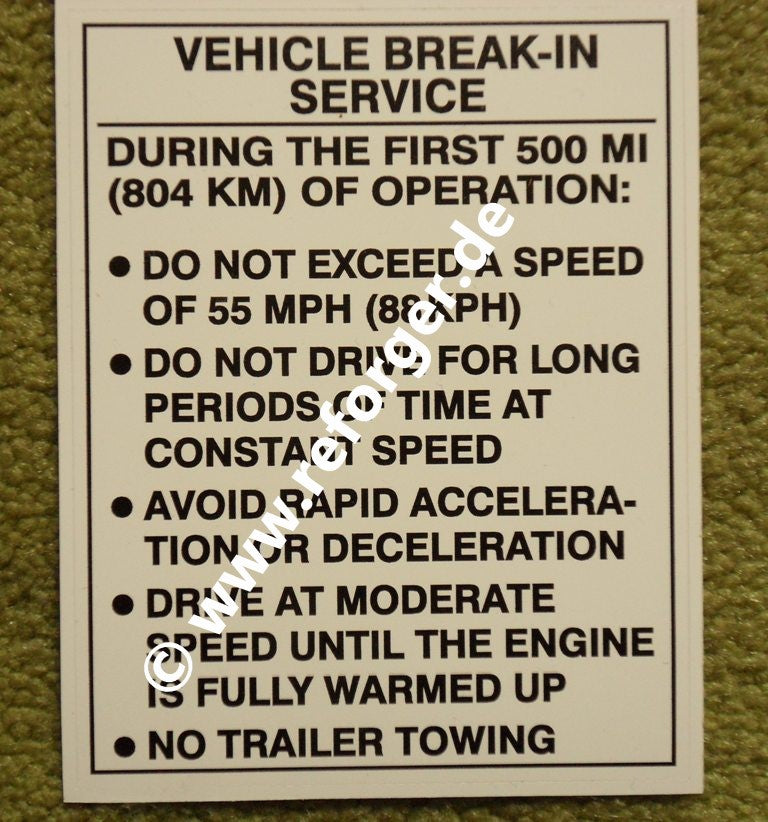 VEHICLE BREAK-IN
SERVICE
DURING THE FIRST 500 MI
(804 KM) OF OPERATION:
● DO NOT EXCEED A SPEED
OF 55 MPH (88 KPH)
● DO NOT DRIVE FOR LONG
PERIODS OF TIME AT
CONSTANT SPEED
● AVOID RAPID ACCELERA-
TION OR DECELERATION
● DRIVE AT MODERATE
SPEED UNTIL THE ENGINE
IS FULLY WARMED UP
● NO TRAILER TOWING
© www.reforger.de